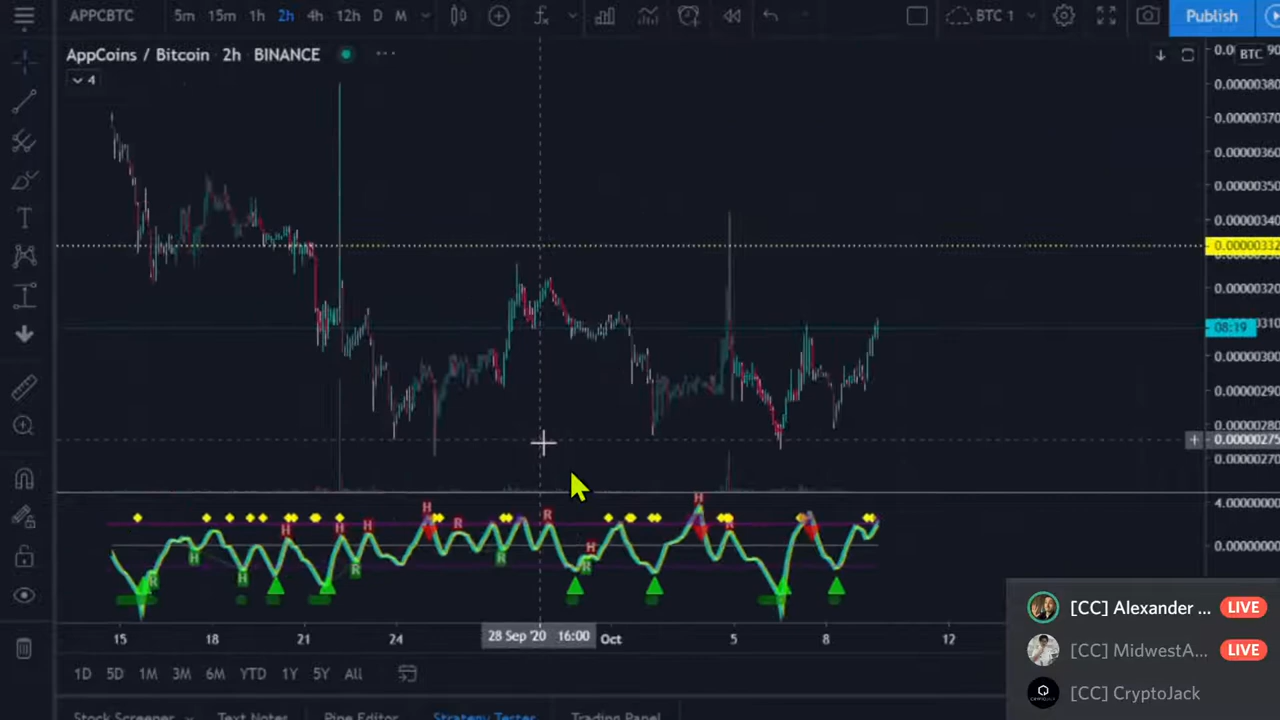 APPCBTC 5m 15m 1h 2h 4h 12h D M BTC 1 Publish
AppCoins / Bitcoin 2h BINANCE BTC
4
0.00000380
0.00000370
0.00000360
0.00000350
0.00000340
0.00000332
0.00000320
0.00000310
08:19
0.00000300
0.00000290
0.00000280
0.00000275
0.00000270
4.00000000
0.00000000
H H H H R R H R H
H R H R R R
15 18 21 24 28 Sep '20 16:00 Oct 5 8 12
1D 5D 1M 3M 6M YTD 1Y 5Y All
Stock Screener Text Notes Pine Editor Strategy Tester Trading Panel
[CC] Alexander ... LIVE
[CC] MidwestA... LIVE
[CC] CryptoJack